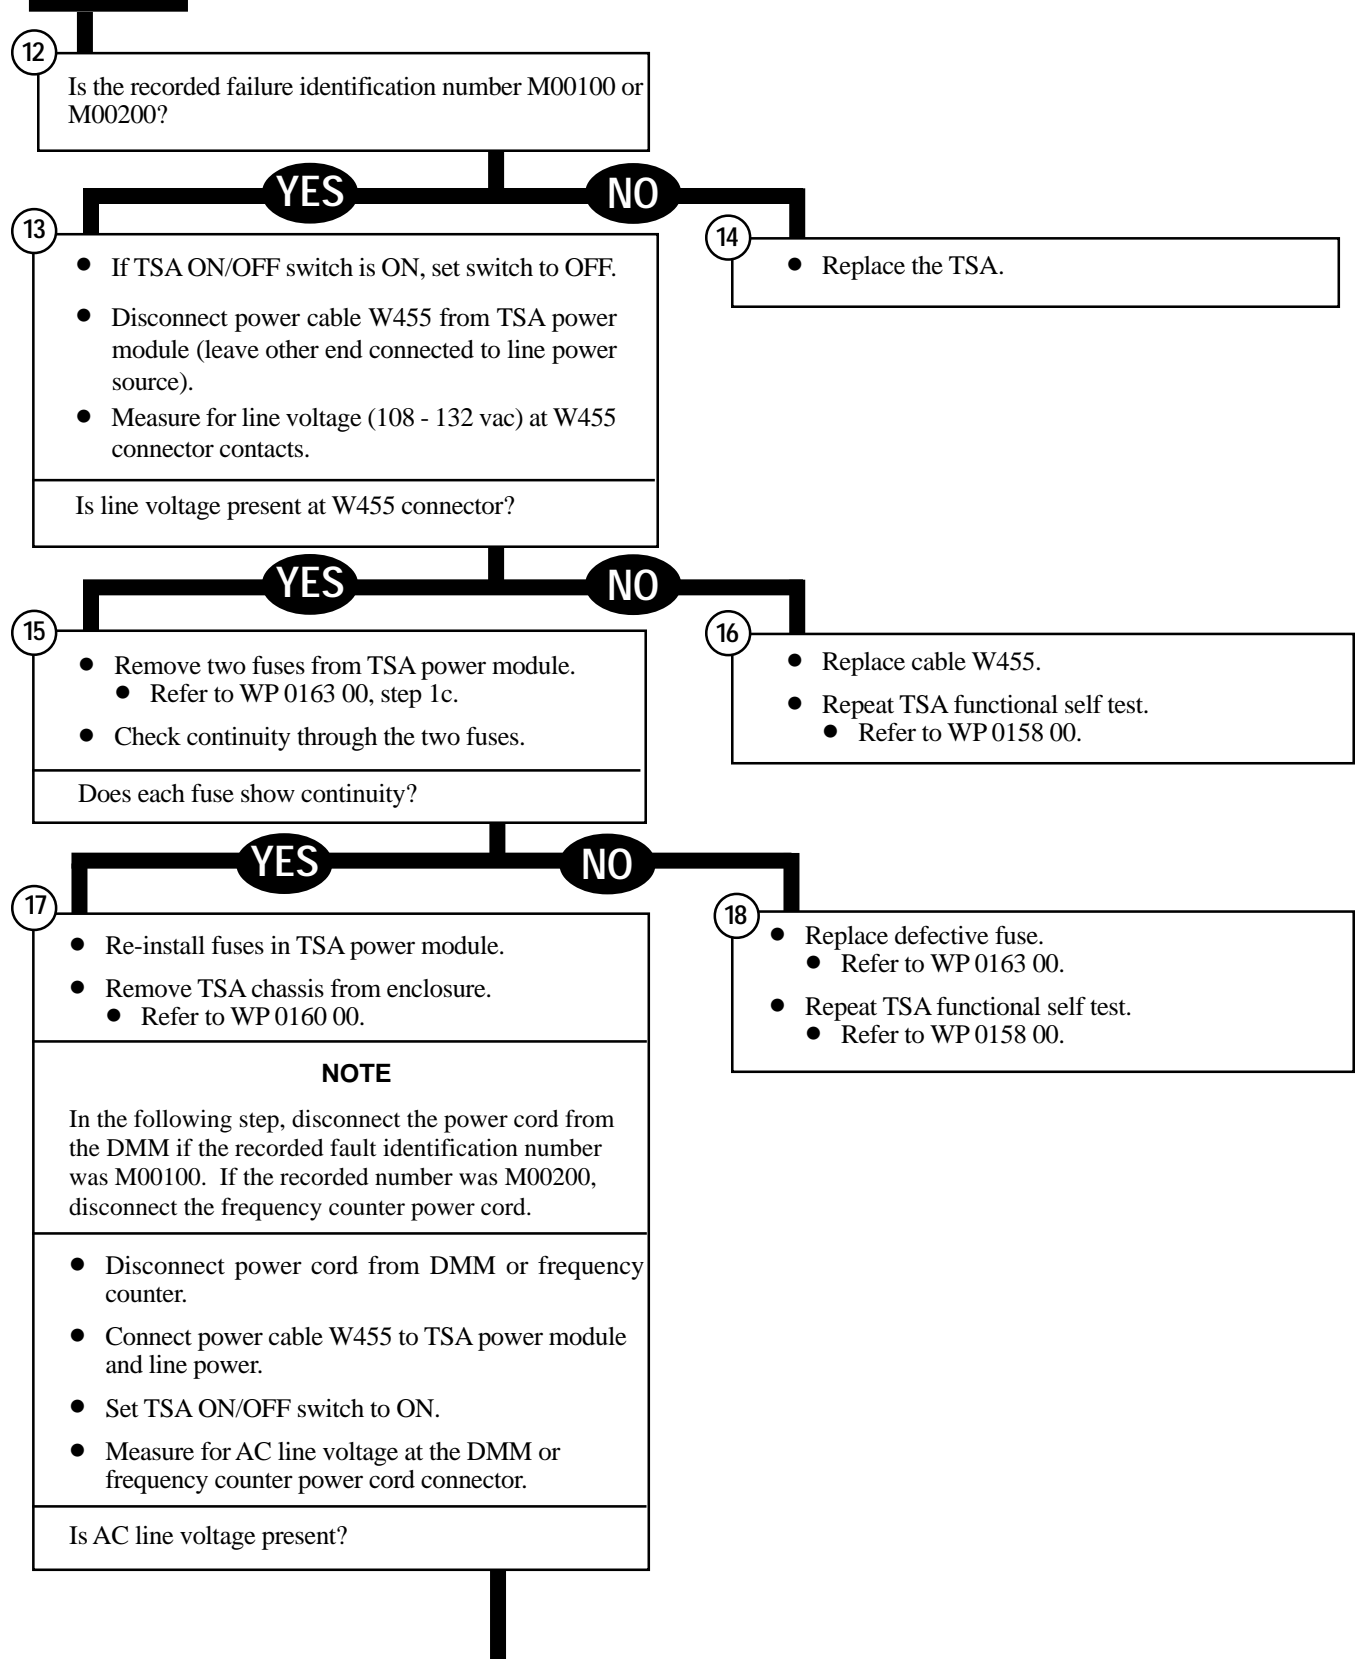 12
Is the recorded failure identification number M00100 or
M00200?
YES
NO
13
● If TSA ON/OFF switch is ON, set switch to OFF.
● Disconnect power cable W455 from TSA power
module (leave other end connected to line power
source).
● Measure for line voltage (108 - 132 vac) at W455
connector contacts.
Is line voltage present at W455 connector?
14
● Replace the TSA.
YES
NO
15
● Remove two fuses from TSA power module.
● Refer to WP 0163 00, step 1c.
● Check continuity through the two fuses.
Does each fuse show continuity?
16
● Replace cable W455.
● Repeat TSA functional self test.
● Refer to WP 0158 00.
YES
NO
17
● Re-install fuses in TSA power module.
● Remove TSA chassis from enclosure.
● Refer to WP 0160 00.
NOTE
In the following step, disconnect the power cord from
the DMM if the recorded fault identification number
was M00100. If the recorded number was M00200,
disconnect the frequency counter power cord.
● Disconnect power cord from DMM or frequency
counter.
● Connect power cable W455 to TSA power module
and line power.
● Set TSA ON/OFF switch to ON.
● Measure for AC line voltage at the DMM or
frequency counter power cord connector.
Is AC line voltage present?
18
● Replace defective fuse.
● Refer to WP 0163 00.
● Repeat TSA functional self test.
● Refer to WP 0158 00.